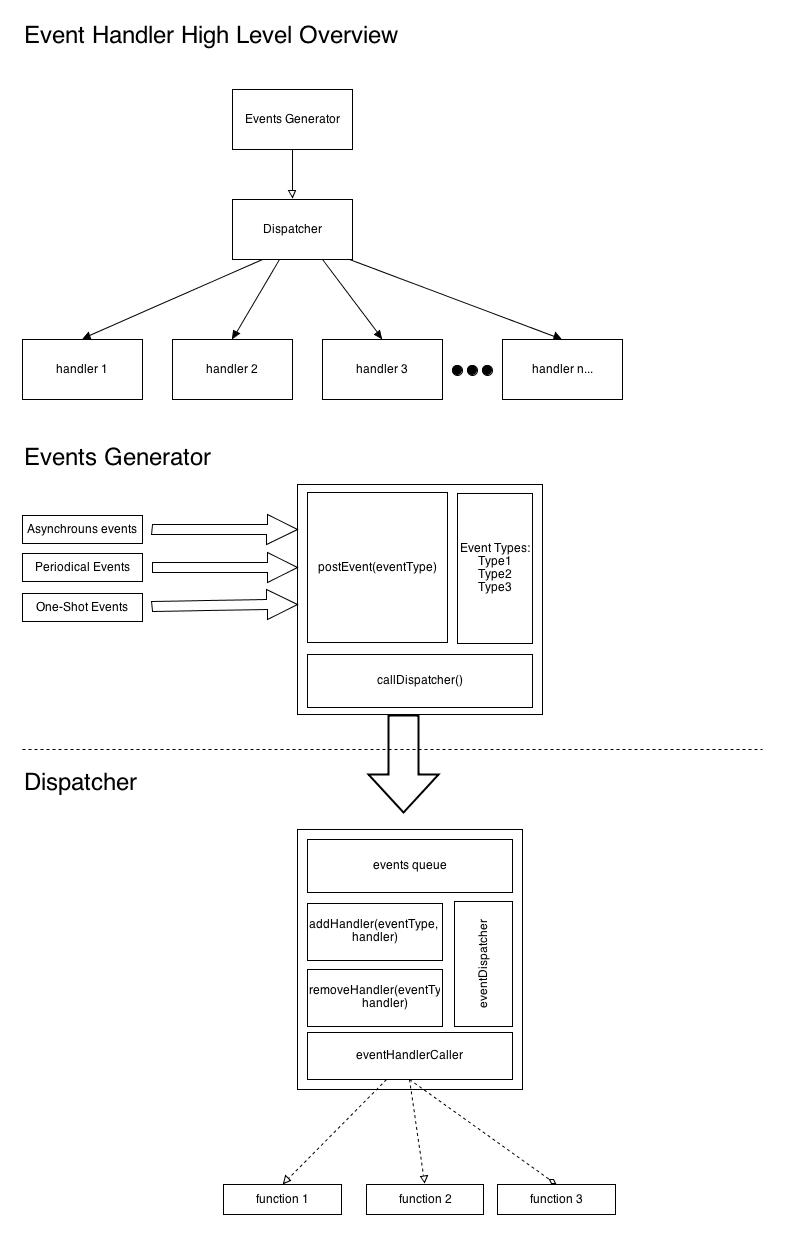 Event Handler High Level Overview
Events Generator
Dispatcher
handler 1
handler 2
handler 3
handler n...
Events Generator
Asynchrouns events
Periodical Events
One-Shot Events
postEvent(eventType)
Event Types:
Type1
Type2
Type3
callDispatcher()
Dispatcher
events queue
addHandler(eventType,
handler)
removeHandler(eventTy
handler)
eventDispatcher
eventHandlerCaller
function 1
function 2
function 3